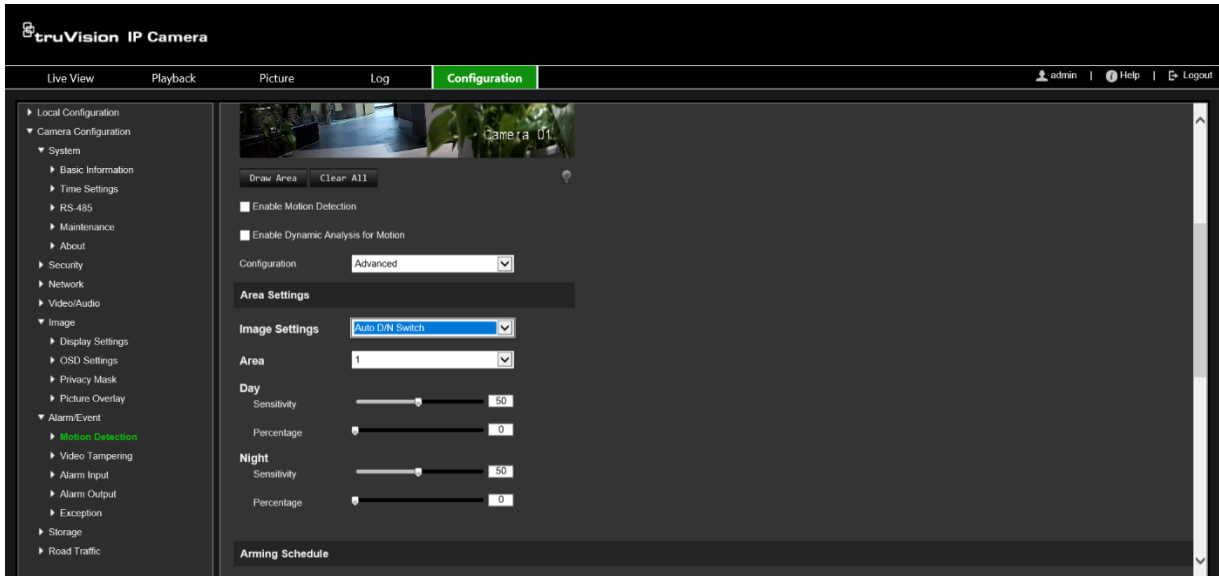 truVision IP Camera
Live View Playback Picture Log Configuration admin | Help | Logout
Local Configuration
Camera Configuration
System
Basic Information
Time Settings
RS-485
Maintenance
About
Security
Network
Video/Audio
Image
Display Settings
OSD Settings
Privacy Mask
Picture Overlay
Alarm/Event
Motion Detection
Video Tampering
Alarm Input
Alarm Output
Exception
Storage
Road Traffic
Camera 01
Draw Area Clear All
Enable Motion Detection
Enable Dynamic Analysis for Motion
Configuration Advanced
Area Settings
Image Settings Auto D/N Switch
Area 1
Day
Sensitivity 50
Percentage 0
Night
Sensitivity 50
Percentage 0
Arming Schedule